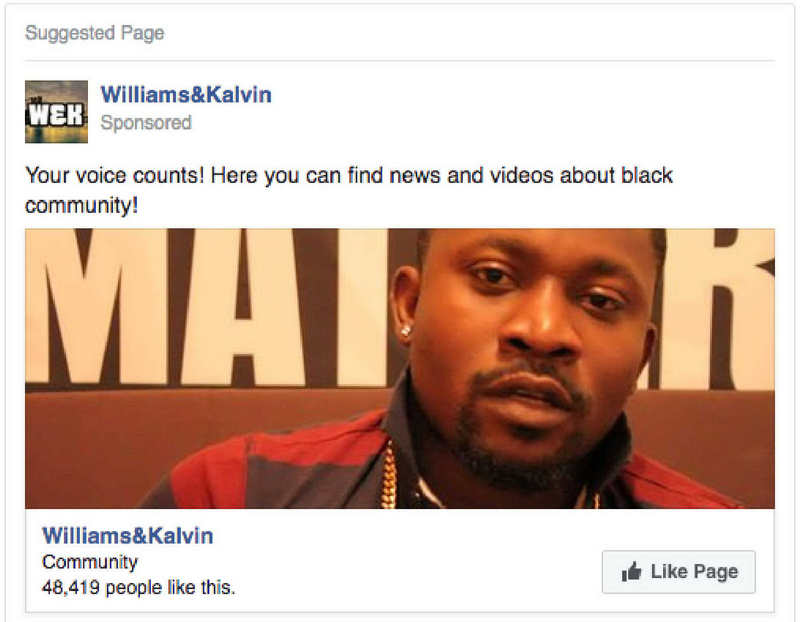 Suggested Page
W&K
Williams&Kalvin
Sponsored
Your voice counts! Here you can find news and videos about black
community!
MAT R
Williams&Kalvin
Community
48,419 people like this.
Like Page